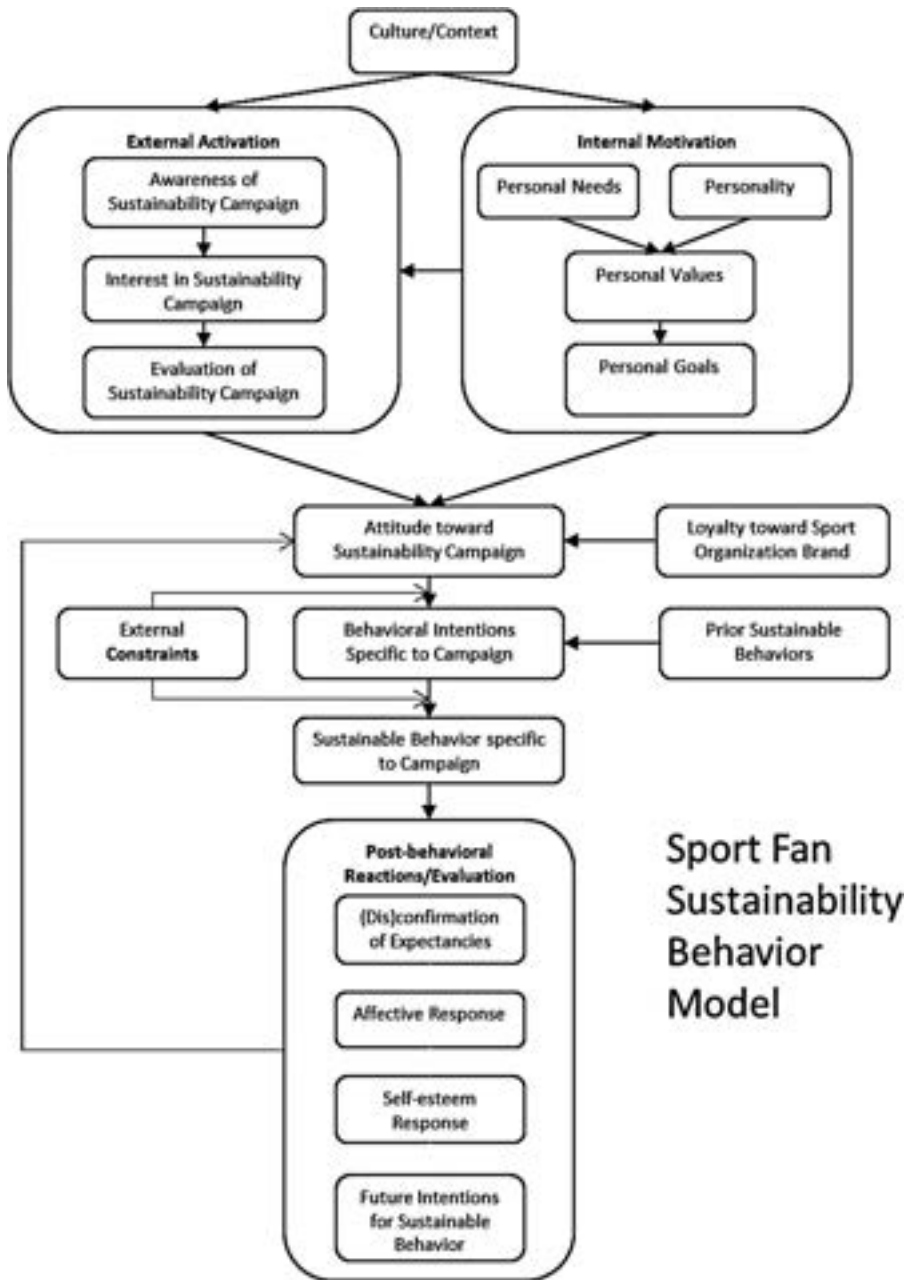 Culture/Context
External Activation
Awareness of
Sustainability Campaign
Interest in Sustainability
Campaign
Evaluation of
Sustainability Campaign
Internal Motivation
Personal Needs
Personality
Personal Values
Personal Goals
Attitude toward
Sustainability Campaign
Loyalty toward Sport
Organization Brand
External
Constraints
Behavioral Intentions
Specific to Campaign
Prior Sustainable
Behaviors
Sustainable Behavior specific
to Campaign
Post-behavioral
Reactions/Evaluation
(Dis)confirmation
of Expectancies
Affective Response
Self-esteem
Response
Future Intentions
for Sustainable
Behavior
Sport Fan
Sustainability
Behavior
Model